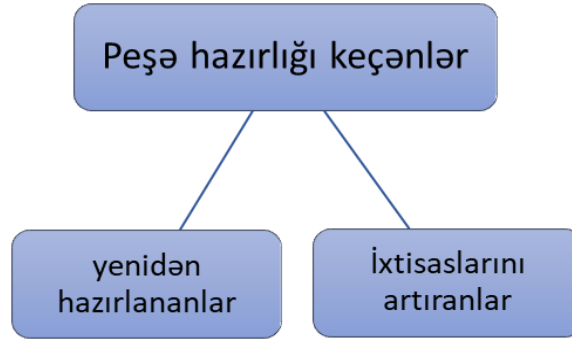 Peşə hazırlığı keçənlər
yenidən
hazırlananlar
İxtisaslarını
artıranlar